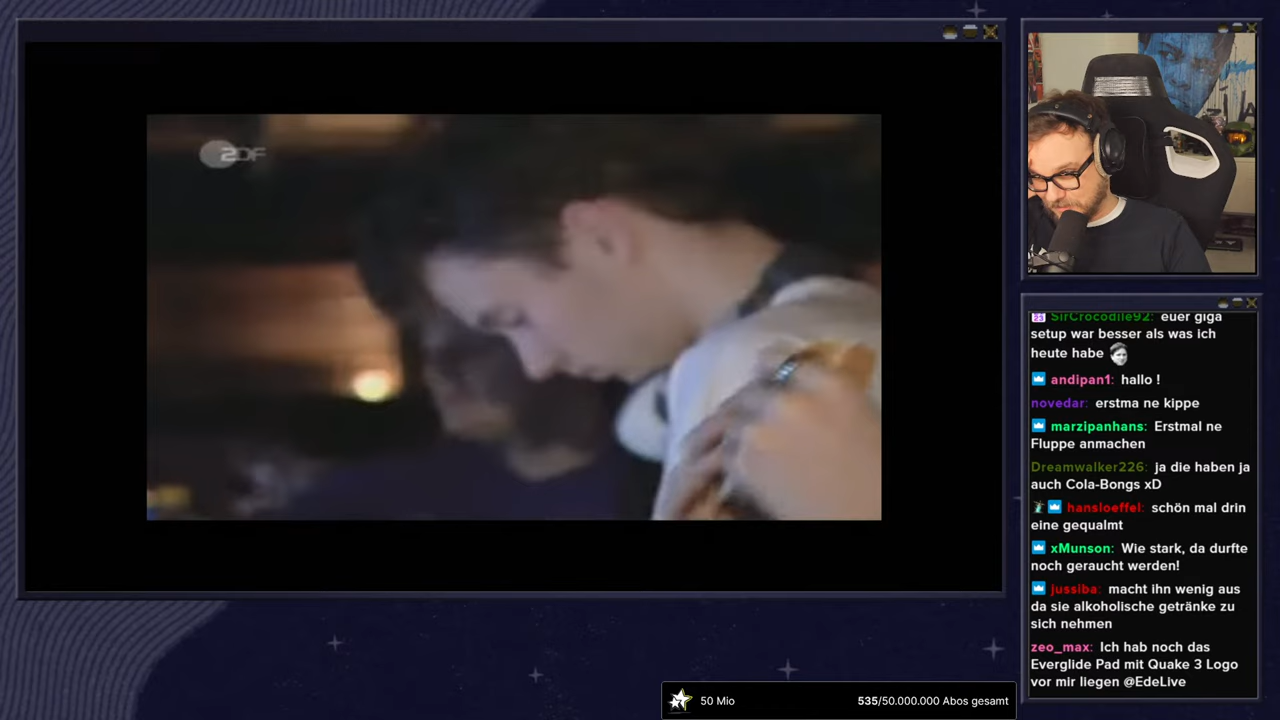 ZDF
SirCrocodile92: euer giga
setup war besser als was ich
heute habe
andipan1: hallo !
novedar: erstma ne kippe
marzipanhans: Erstmal ne
Fluppe anmachen
Dreamwalker226: ja die haben ja
auch Cola-Bongs xD
hansloeffel: schön mal drin
eine gequalmt
xMunson: Wie stark, da durfte
noch geraucht werden!
jussiba: macht ihn wenig aus
da sie alkoholische getränke zu
sich nehmen
zeo_max: Ich hab noch das
Everglide Pad mit Quake 3 Logo
vor mir liegen @EdeLive
50 Mio
535/50.000.000 Abos gesamt